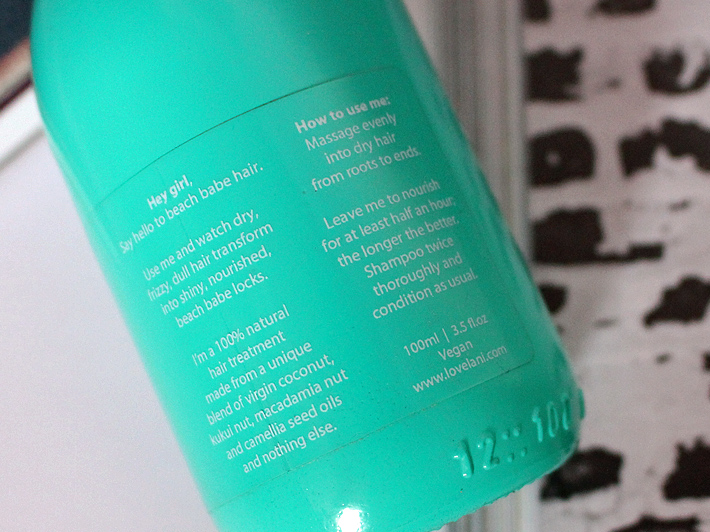 Hey girl,
Say hello to beach babe hair.
Use me and watch dry,
frizzy, dull hair transform
into shiny, nourished,
beach babe locks.
I'm a 100% natural
hair treatment
made from a unique
blend of virgin coconut,
kukui nut, macadamia nut
and camellia seed oils
and nothing else.
How to use me:
Massage evenly
into dry hair
from roots to ends.
Leave me to nourish
for at least half an hour,
the longer the better.
Shampoo twice
thoroughly and
condition as usual.
100ml | 3.5 fl.oz
Vegan
www.lovelani.com
12:: 100